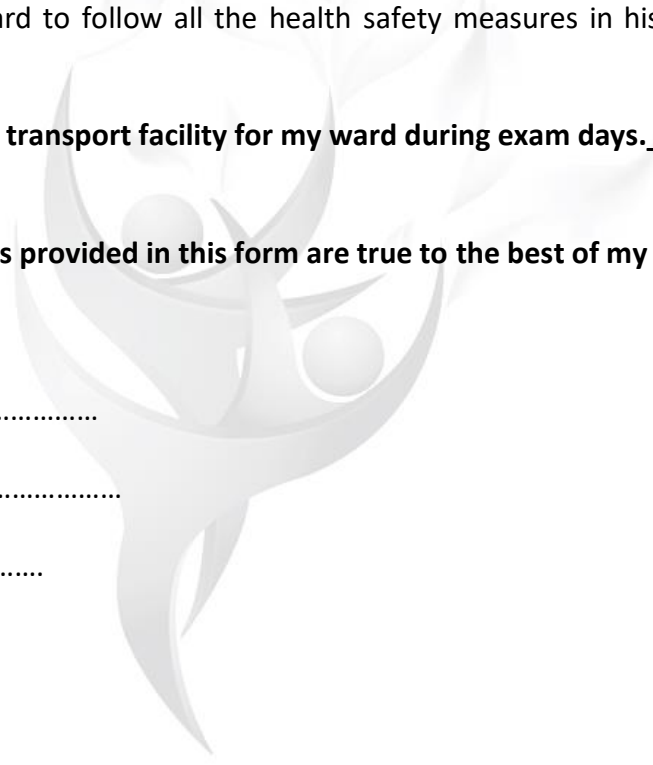 ard to follow all the health safety measures in his
transport facility for my ward during exam days._
s provided in this form are true to the best of my
..............
..................
.......